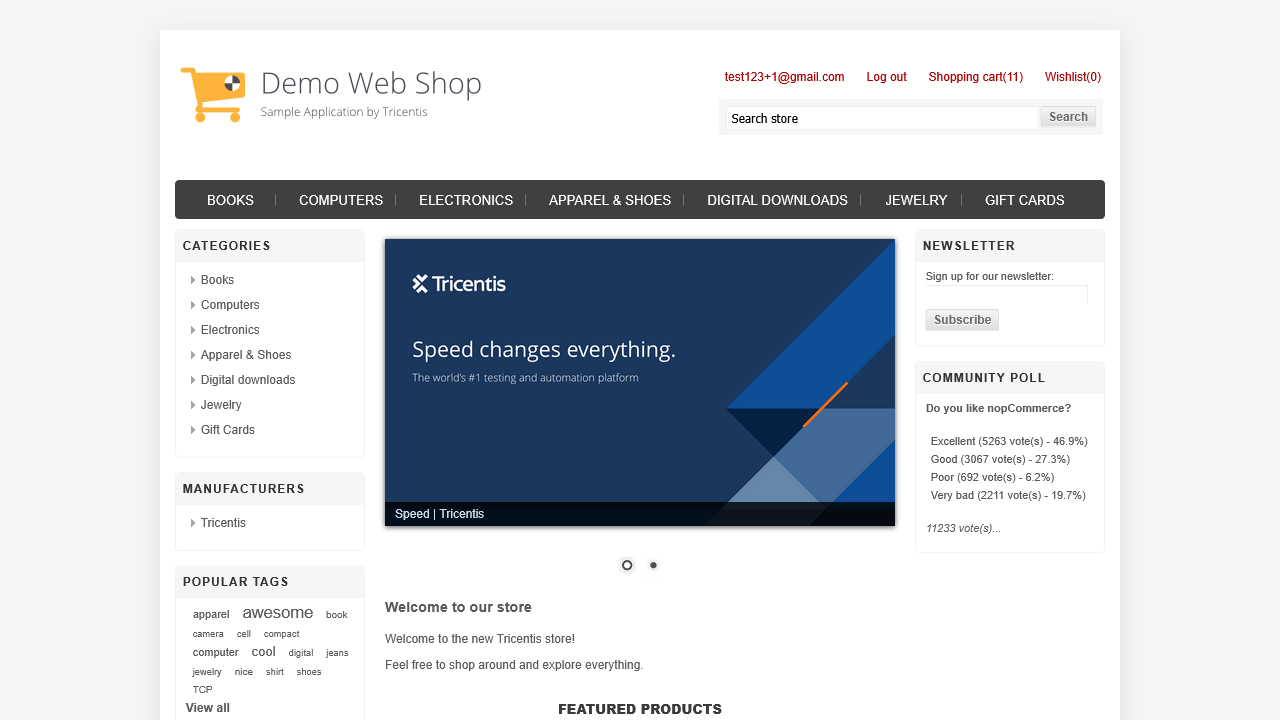 Demo Web Shop
Sample Application by Tricentis
test123+1@gmail.com Log out Shopping cart(11) Wishlist(0)
Search store Search
BOOKS COMPUTERS ELECTRONICS APPAREL & SHOES DIGITAL DOWNLOADS JEWELRY GIFT CARDS
CATEGORIES
Books
Computers
Electronics
Apparel & Shoes
Digital downloads
Jewelry
Gift Cards
MANUFACTURERS
Tricentis
POPULAR TAGS
apparel awesome book
camera cell compact
computer cool digital jeans
jewelry nice shirt shoes
TCP
View all
Tricentis
Speed changes everything.
The world's #1 testing and automation platform
Speed | Tricentis
Welcome to our store
Welcome to the new Tricentis store!
Feel free to shop around and explore everything.
FEATURED PRODUCTS
NEWSLETTER
Sign up for our newsletter:
Subscribe
COMMUNITY POLL
Do you like nopCommerce?
Excellent (5263 vote(s) - 46.9%)
Good (3067 vote(s) - 27.3%)
Poor (692 vote(s) - 6.2%)
Very bad (2211 vote(s) - 19.7%)
11233 vote(s)...